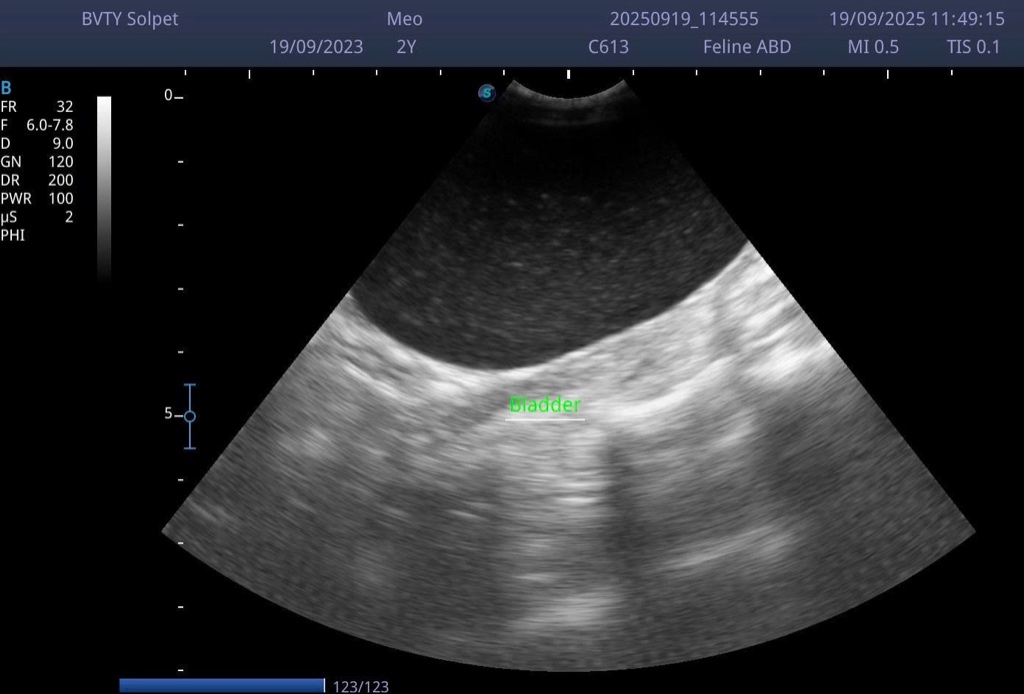 BVTY Solpet Meo 20250919_114555 19/09/2025 11:49:15
19/09/2023 2Y C613 Feline ABD MI 0.5 TIS 0.1
B
FR 32
F 6.0-7.8
D 9.0
GN 120
DR 200
PWR 100
µS 2
PHI
S
0
5
Bladder
123/123